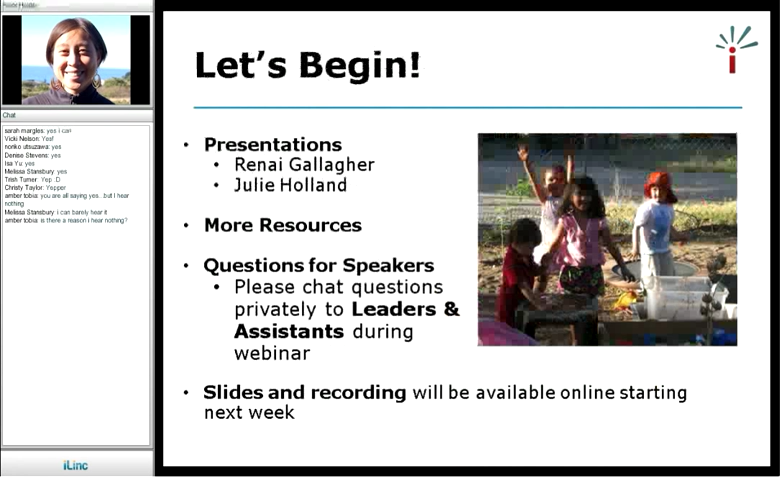 Chat
sarah margles: yes i can
Vicki Nelson: Yes!
noriko utsuzawa: yes
Denise Stevens: yes
Isa Yu: yes
Melissa Stansbury: yes
Trish Turner: Yep :D
Christy Taylor: Yepper
amber tobia: you are all saying yes...but I hear
nothing
Melissa Stansbury: i can barely hear it
amber tobia: is there a reason i hear nothing?
iLinc
Let's Begin!
i
• Presentations
• Renai Gallagher
• Julie Holland
• More Resources
• Questions for Speakers
• Please chat questions
privately to Leaders &
Assistants during
webinar
• Slides and recording will be available online starting
next week